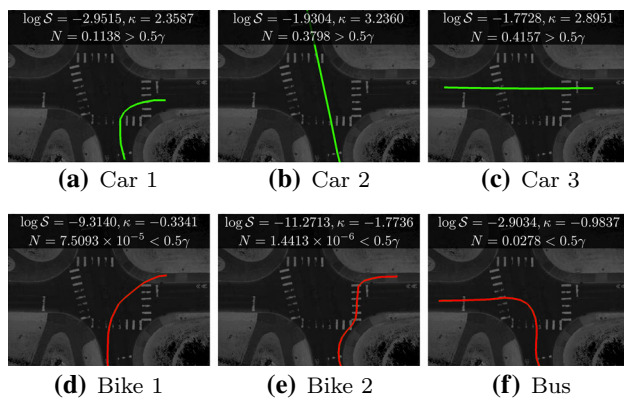 log S = −2.9515, κ = 2.3587
N = 0.1138 > 0.5γ
log S = −1.9304, κ = 3.2360
N = 0.3798 > 0.5γ
log S = −1.7728, κ = 2.8951
N = 0.4157 > 0.5γ
(a) Car 1
(b) Car 2
(c) Car 3
log S = −9.3140, κ = −0.3341
N = 7.5093 × 10⁻⁵ < 0.5γ
log S = −11.2713, κ = −1.7736
N = 1.4413 × 10⁻⁶ < 0.5γ
log S = −2.9034, κ = −0.9837
N = 0.0278 < 0.5γ
(d) Bike 1
(e) Bike 2
(f) Bus